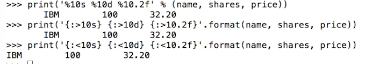 >>> print('%10s %10d %10.2f' % (name, shares, price))
       IBM        100      32.20
>>> print('{:>10s} {:>10d} {:>10.2f}'.format(name, shares, price))
       IBM        100      32.20
>>> print('{:<10s} {:<10d} {:<10.2f}'.format(name, shares, price))
IBM        100        32.20
>>>